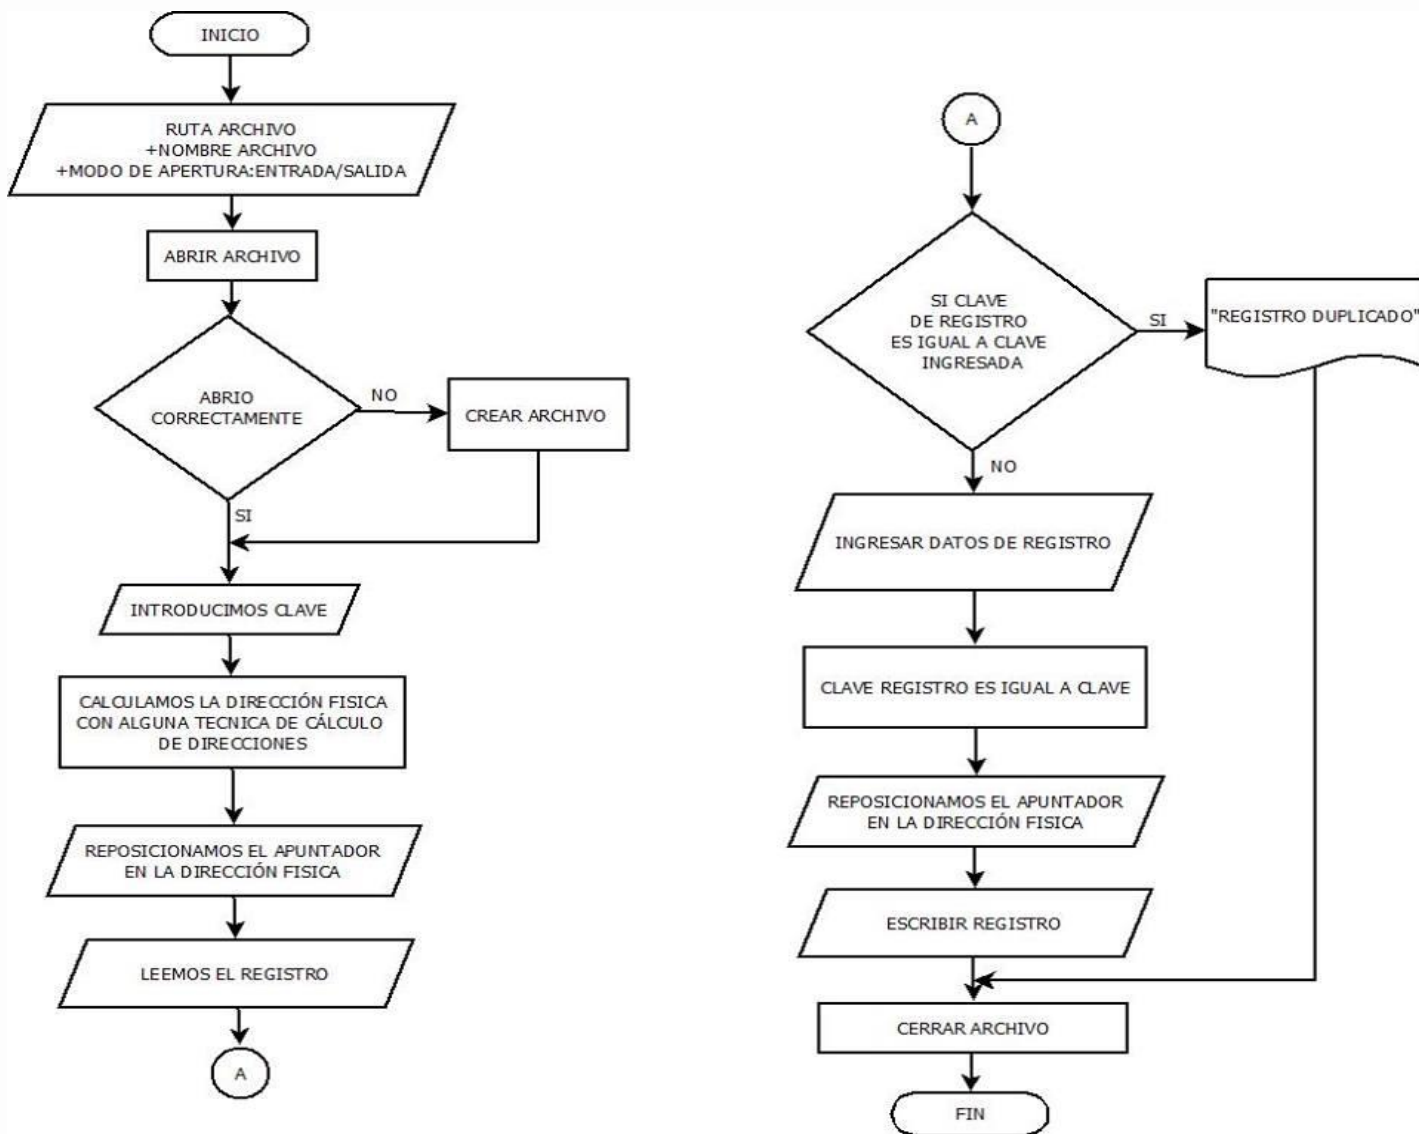 INICIO
RUTA ARCHIVO
+NOMBRE ARCHIVO
+MODO DE APERTURA:ENTRADA/SALIDA
ABRIR ARCHIVO
ABRIO
CORRECTAMENTE
NO
CREAR ARCHIVO
SI
INTRODUCIMOS CLAVE
CALCULAMOS LA DIRECCIÓN FISICA
CON ALGUNA TECNICA DE CÁLCULO
DE DIRECCIONES
REPOSICIONAMOS EL APUNTADOR
EN LA DIRECCIÓN FISICA
LEEMOS EL REGISTRO
A
A
SI CLAVE
DE REGISTRO
ES IGUAL A CLAVE
INGRESADA
SI
"REGISTRO DUPLICADO"
NO
INGRESAR DATOS DE REGISTRO
CLAVE REGISTRO ES IGUAL A CLAVE
REPOSICIONAMOS EL APUNTADOR
EN LA DIRECCIÓN FISICA
ESCRIBIR REGISTRO
CERRAR ARCHIVO
FIN